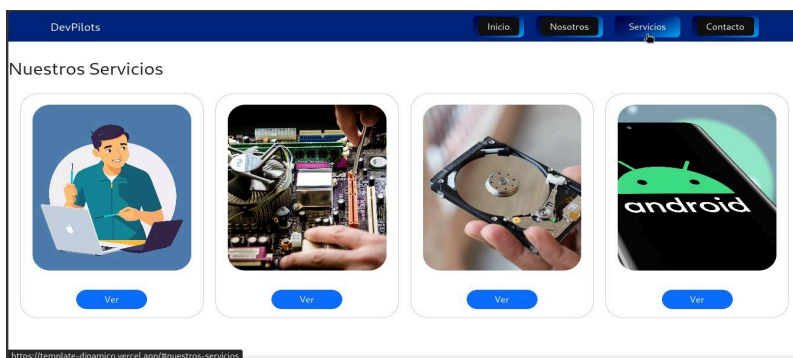 DevPilots
Inicio
Nosotros
Servicios
Contacto
Nuestros Servicios
android
Ver
Ver
Ver
Ver
https://template-dinamico.vercel.app/#nuestros-servicios